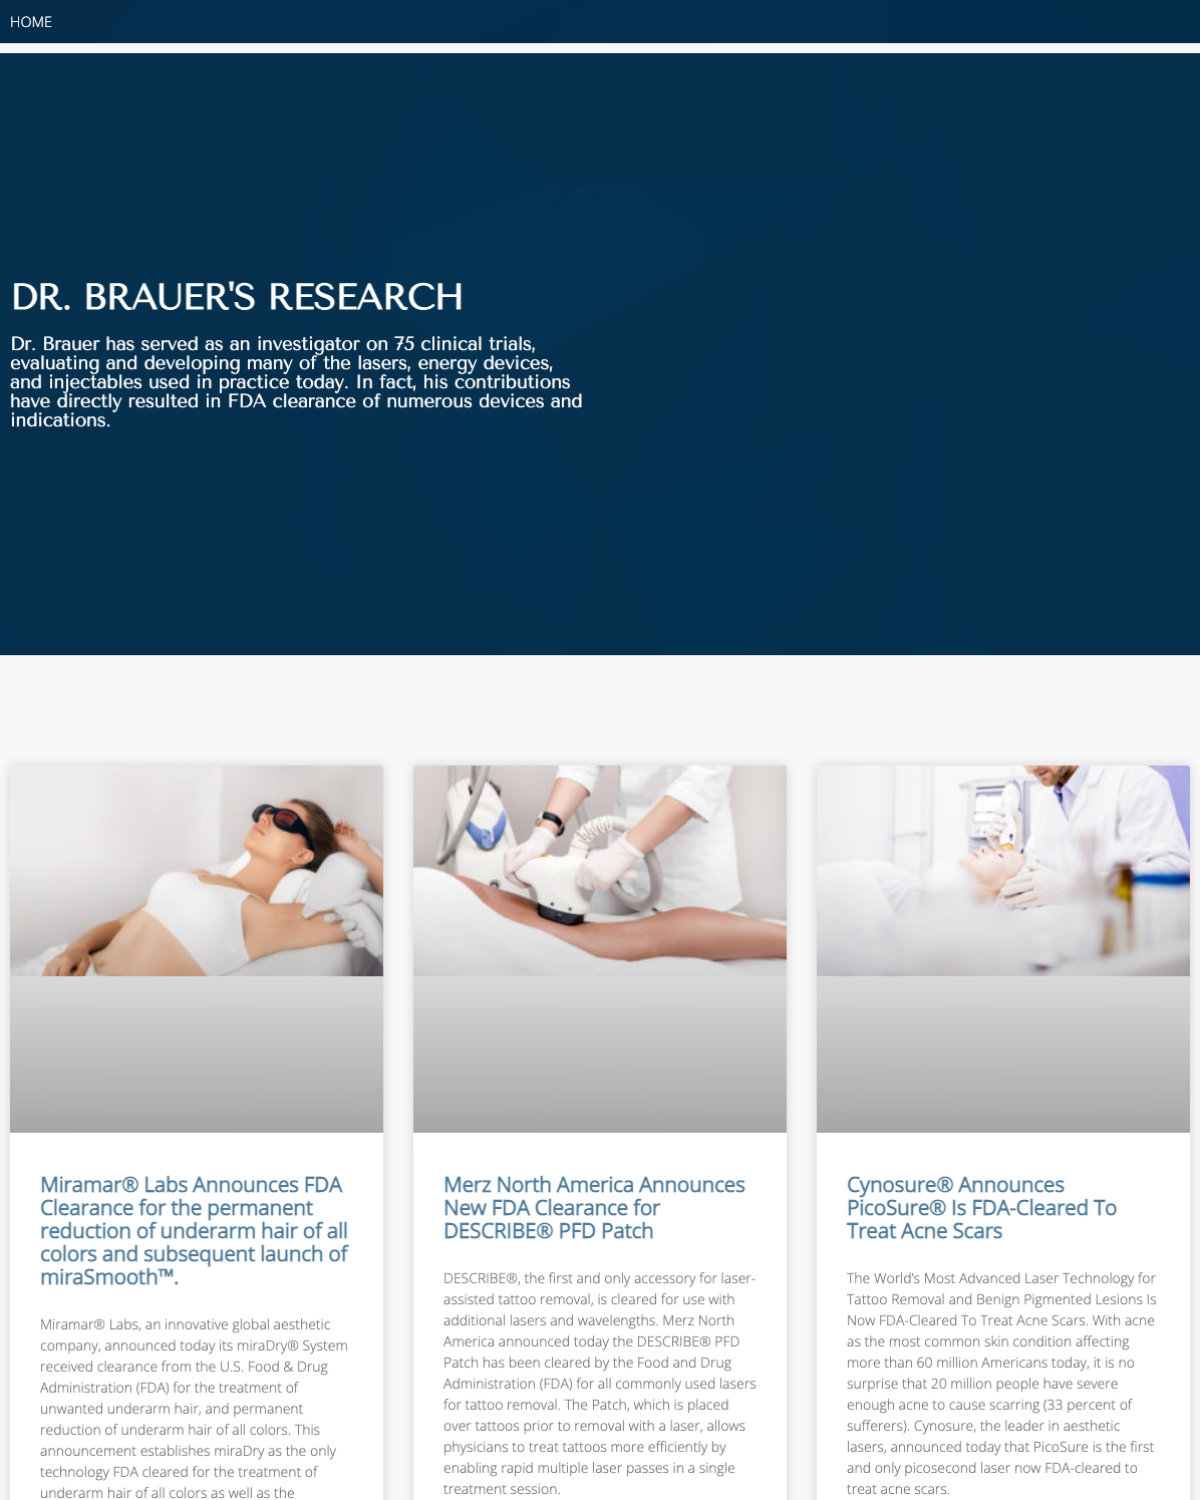 HOME
DR. BRAUER'S RESEARCH
Dr. Brauer has served as an investigator on 75 clinical trials,
evaluating and developing many of the lasers, energy devices,
and injectables used in practice today. In fact, his contributions
have directly resulted in FDA clearance of numerous devices and
indications.
Miramar® Labs Announces FDA
Clearance for the permanent
reduction of underarm hair of all
colors and subsequent launch of
miraSmooth™.
Miramar® Labs, an innovative global aesthetic
company, announced today its miraDry® System
received clearance from the U.S. Food & Drug
Administration (FDA) for the treatment of
unwanted underarm hair, and permanent
reduction of underarm hair of all colors. This
announcement establishes miraDry as the only
technology FDA cleared for the treatment of
underarm hair of all colors as well as the
Merz North America Announces
New FDA Clearance for
DESCRIBE® PFD Patch
DESCRIBE®, the first and only accessory for laser-
assisted tattoo removal, is cleared for use with
additional lasers and wavelengths. Merz North
America announced today the DESCRIBE® PFD
Patch has been cleared by the Food and Drug
Administration (FDA) for all commonly used lasers
for tattoo removal. The Patch, which is placed
over tattoos prior to removal with a laser, allows
physicians to treat tattoos more efficiently by
enabling rapid multiple laser passes in a single
treatment session.
Cynosure® Announces
PicoSure® Is FDA-Cleared To
Treat Acne Scars
The World's Most Advanced Laser Technology for
Tattoo Removal and Benign Pigmented Lesions Is
Now FDA-Cleared To Treat Acne Scars. With acne
as the most common skin condition affecting
more than 60 million Americans today, it is no
surprise that 20 million people have severe
enough acne to cause scarring (33 percent of
sufferers). Cynosure, the leader in aesthetic
lasers, announced today that PicoSure is the first
and only picosecond laser now FDA-cleared to
treat acne scars.